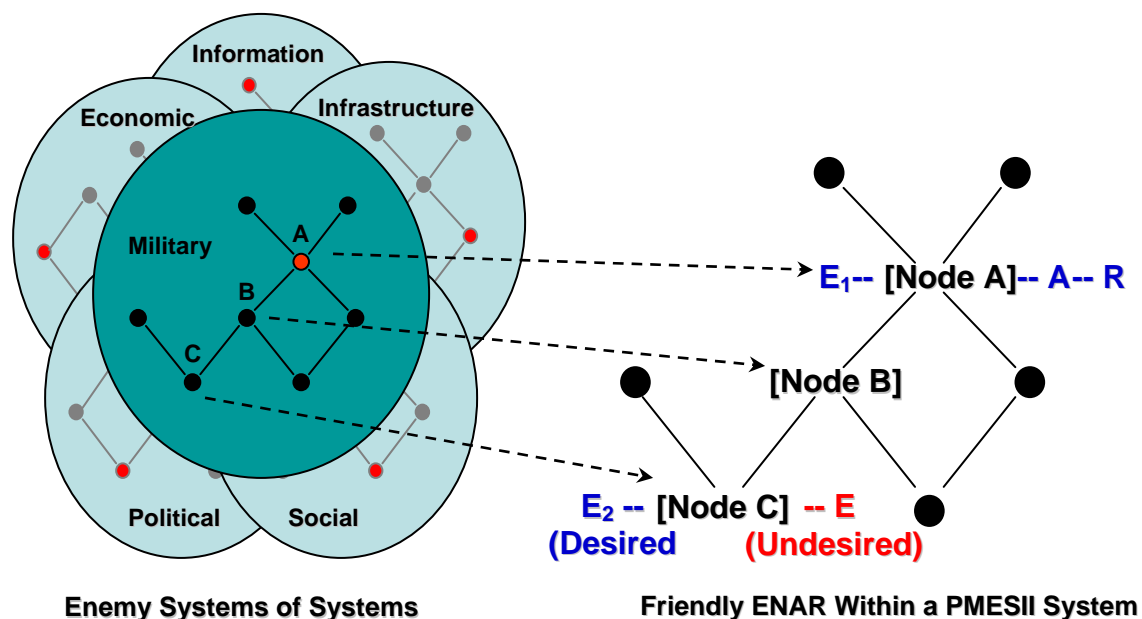 Information
Economic
Infrastructure
Military
A
B
C
Political
Social
Enemy Systems of Systems
E₁-- [Node A]-- A-- R
[Node B]
E₂ -- [Node C] -- E
(Desired (Undesired)
Friendly ENAR Within a PMESII System